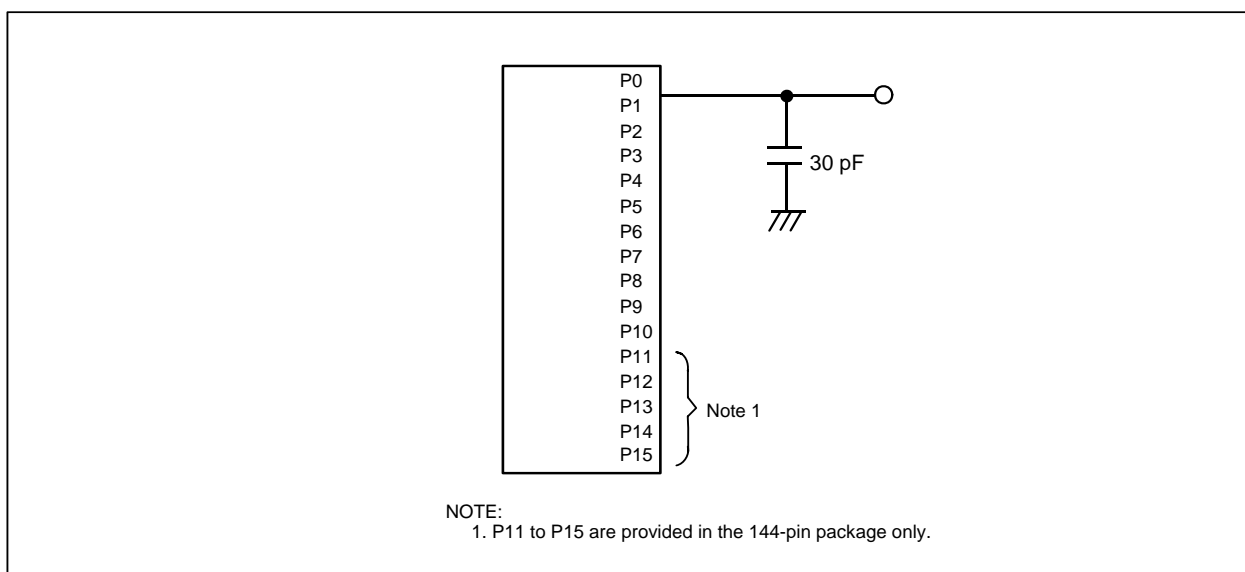 P0
P1
P2
P3
P4
P5
P6
P7
P8
P9
P10
P11
P12
P13
P14
P15
30 pF
Note 1
NOTE:
1. P11 to P15 are provided in the 144-pin package only.